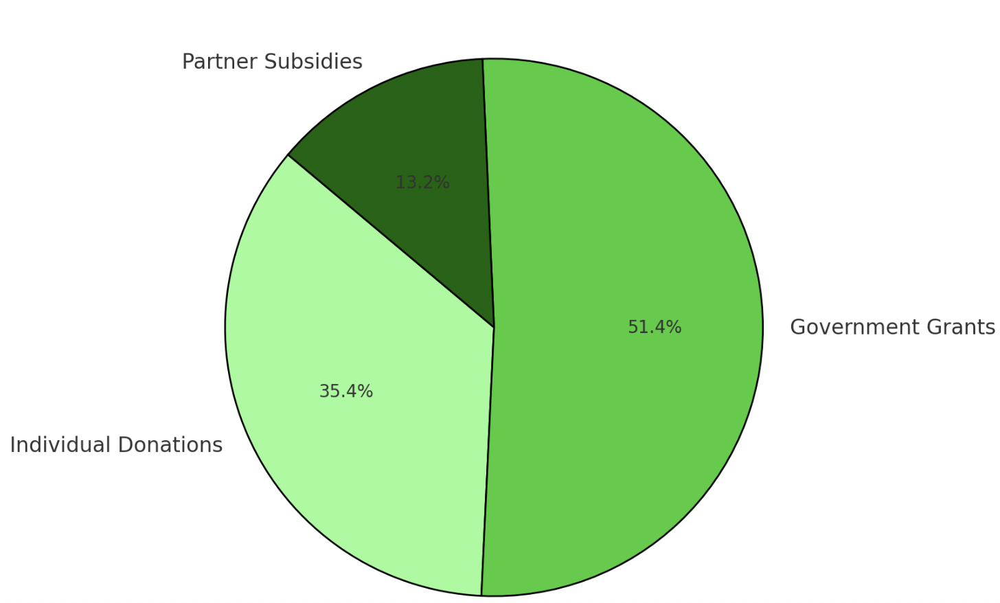 Partner Subsidies
13.2%
51.4%
Government Grants
35.4%
Individual Donations